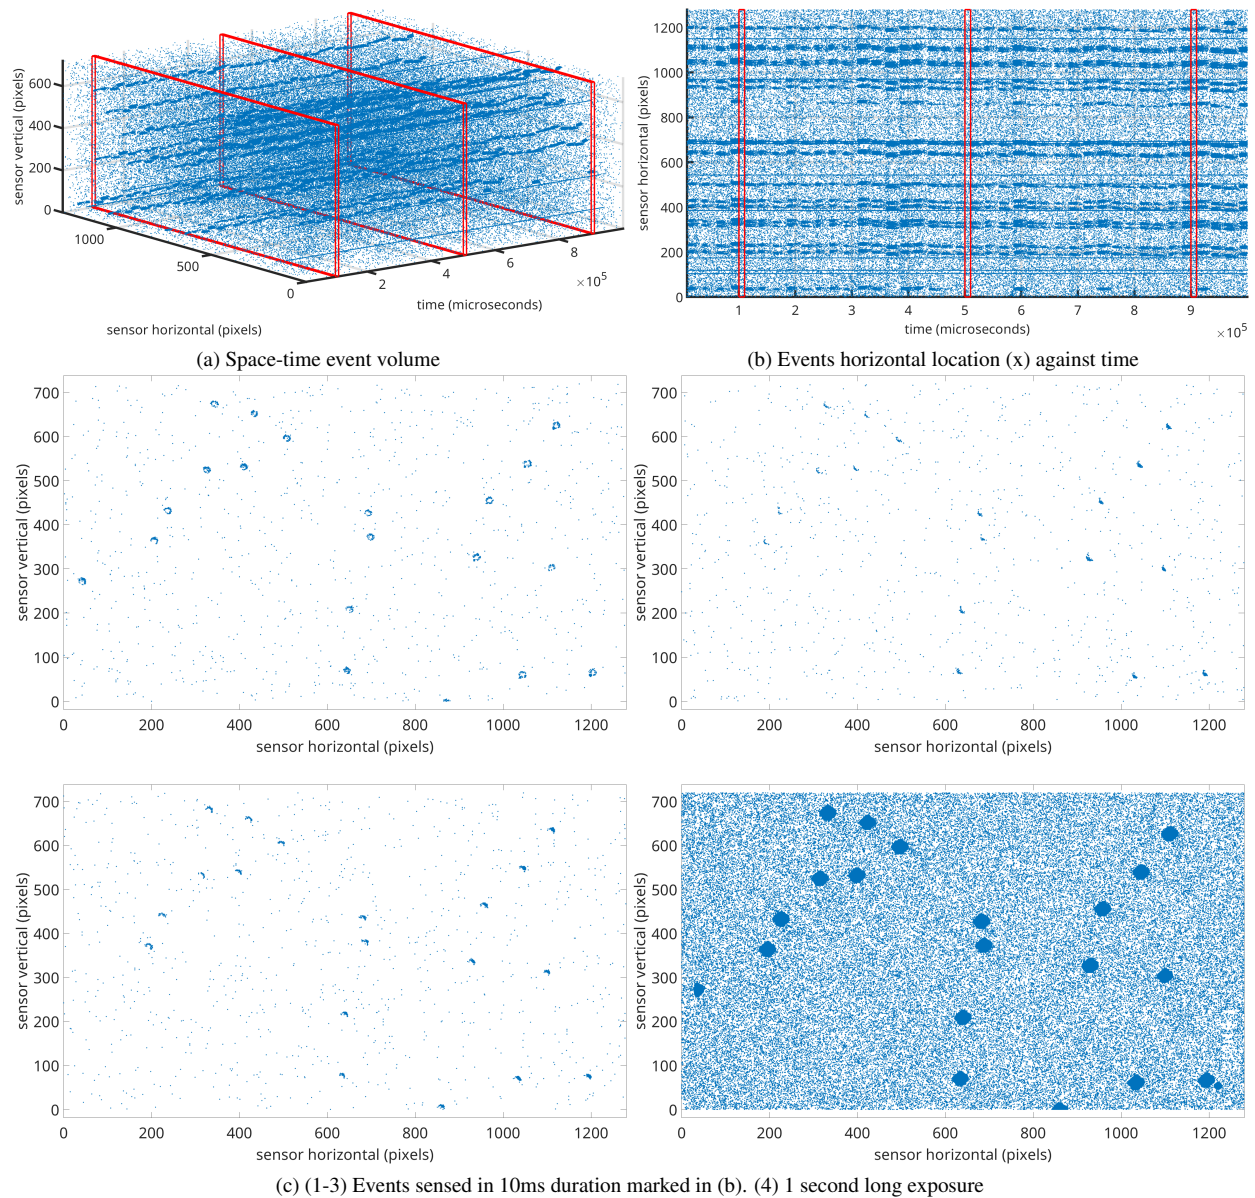 sensor vertical (pixels)
600
400
200
0
1000
500
0
2
4
6
8
×10⁵
time (microseconds)
sensor horizontal (pixels)
(a) Space-time event volume
sensor horizontal (pixels)
1200
1000
800
600
400
200
0
1 2 3 4 5 6 7 8 9
time (microseconds)
×10⁵
(b) Events horizontal location (x) against time
sensor vertical (pixels)
700
600
500
400
300
200
100
0
0 200 400 600 800 1000 1200
sensor horizontal (pixels)
sensor vertical (pixels)
700
600
500
400
300
200
100
0
0 200 400 600 800 1000 1200
sensor horizontal (pixels)
sensor vertical (pixels)
700
600
500
400
300
200
100
0
0 200 400 600 800 1000 1200
sensor horizontal (pixels)
sensor vertical (pixels)
700
600
500
400
300
200
100
0
0 200 400 600 800 1000 1200
sensor horizontal (pixels)
(c) (1-3) Events sensed in 10ms duration marked in (b). (4) 1 second long exposure